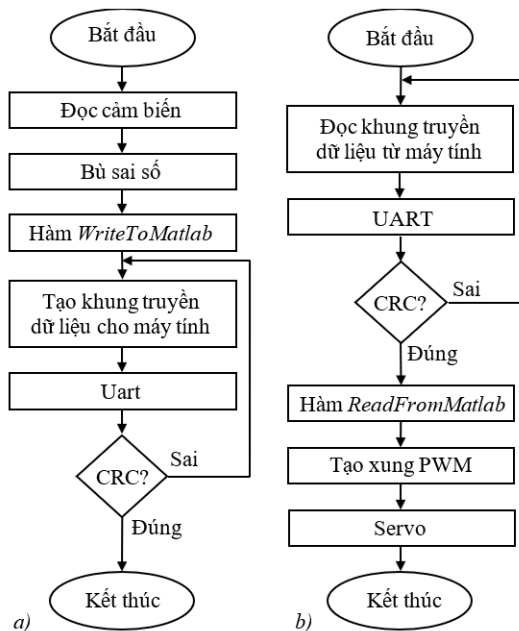 Bắt đầu
Đọc cảm biến
Bù sai số
Hàm WriteToMatlab
Tạo khung truyền
dữ liệu cho máy tính
Uart
CRC?
Sai
Đúng
Kết thúc
a)
Bắt đầu
Đọc khung truyền
dữ liệu từ máy tính
UART
CRC?
Sai
Đúng
Hàm ReadFromMatlab
Tạo xung PWM
Servo
Kết thúc
b)